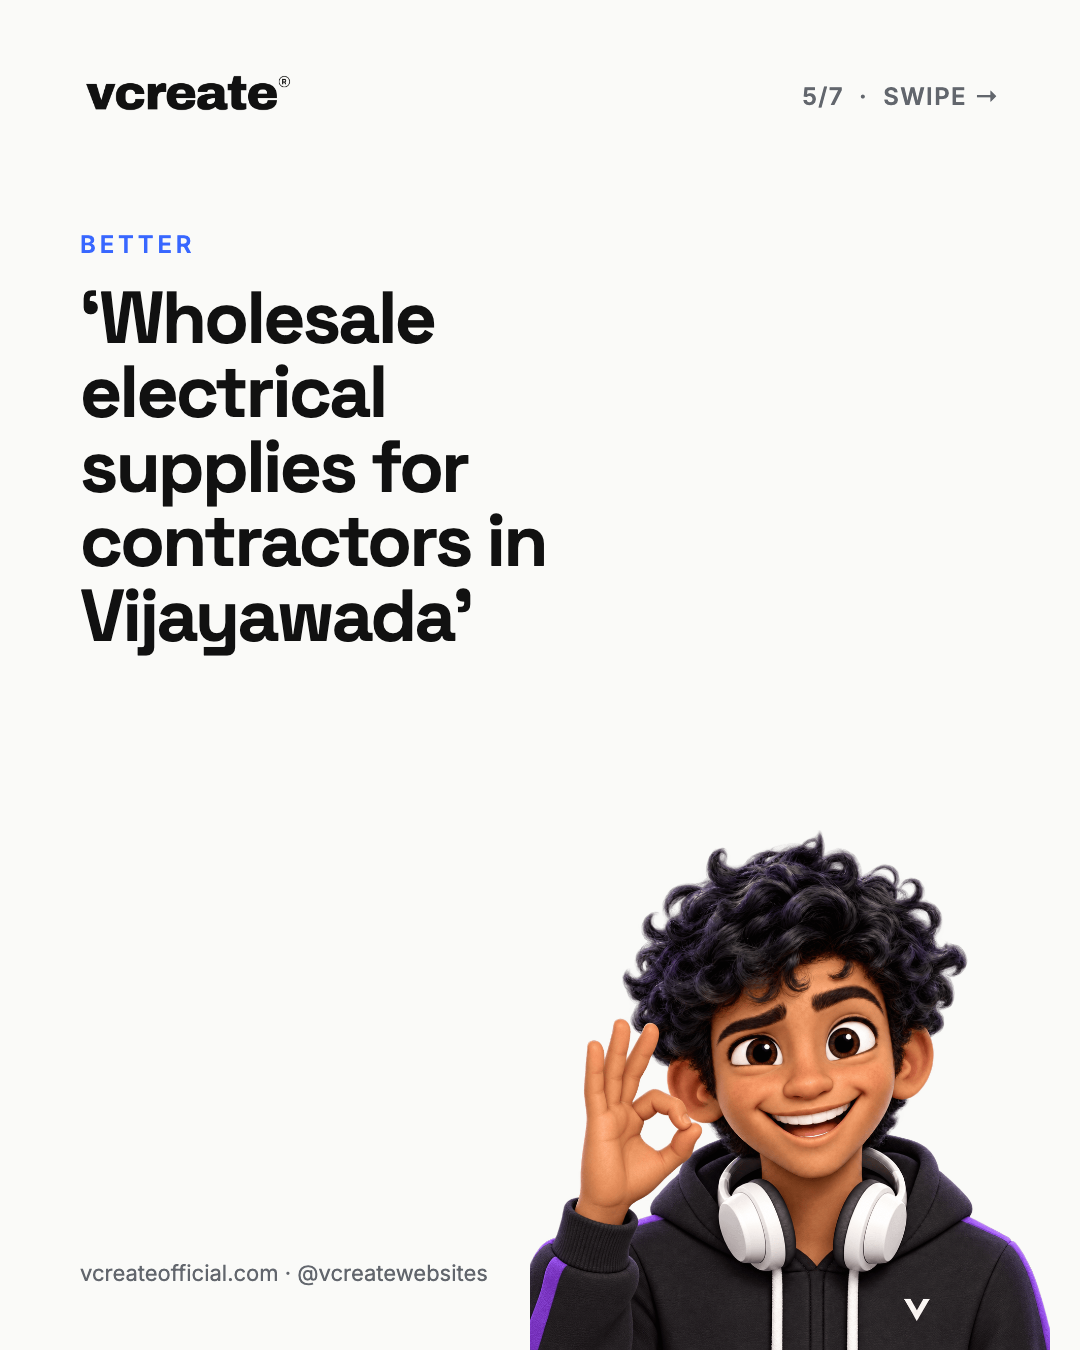 vcreate®
5/7 · SWIPE →
BETTER
‘Wholesale
electrical
supplies for
contractors in
Vijayawada’
vcreateofficial.com · @vcreatewebsites
V